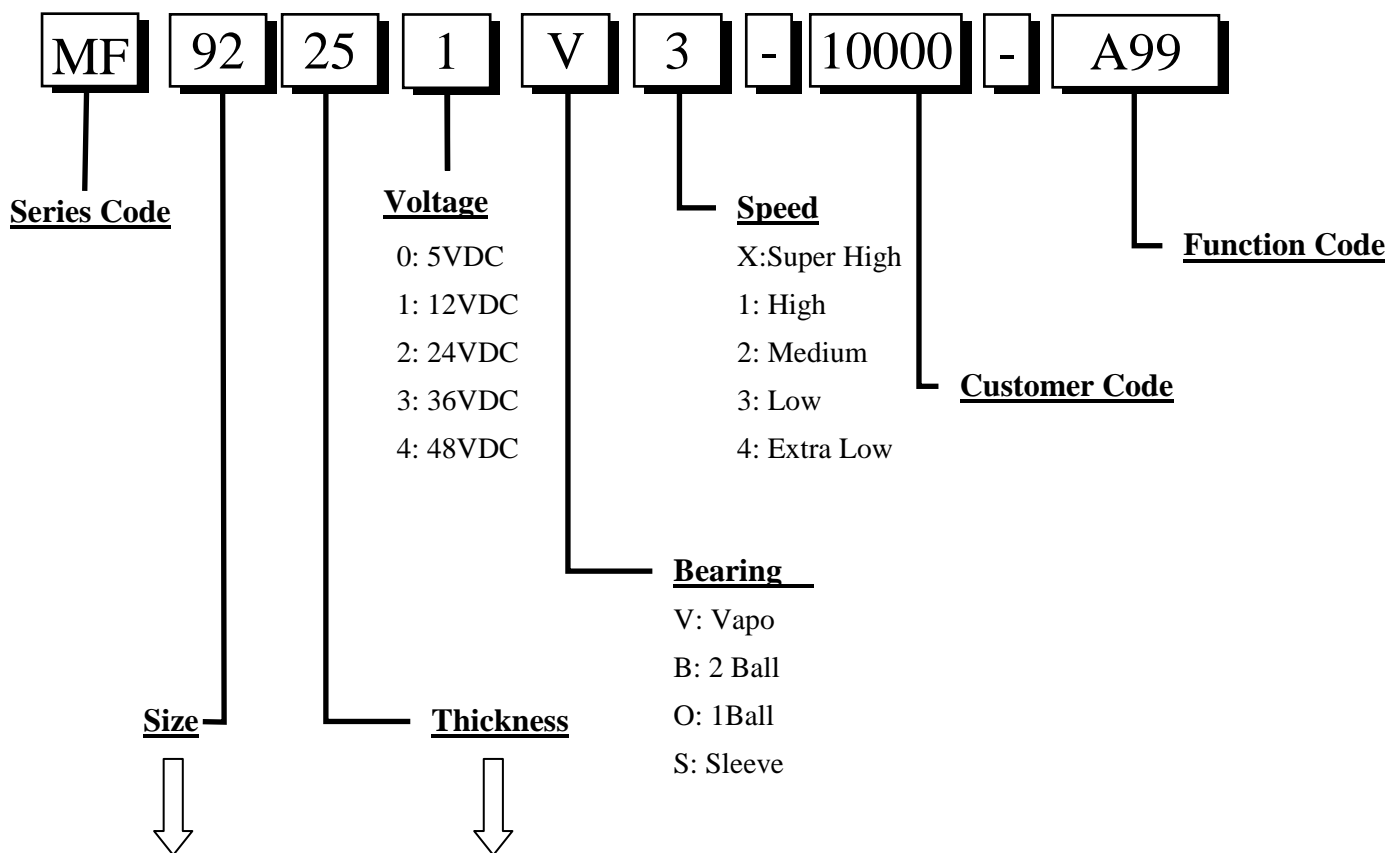 MF 92 25 1 V 3 - 10000 - A99
Series Code
Voltage
0: 5VDC
1: 12VDC
2: 24VDC
3: 36VDC
4: 48VDC
Speed
X:Super High
1: High
2: Medium
3: Low
4: Extra Low
Function Code
Customer Code
Bearing
V: Vapo
B: 2 Ball
O: 1Ball
S: Sleeve
Size
Thickness